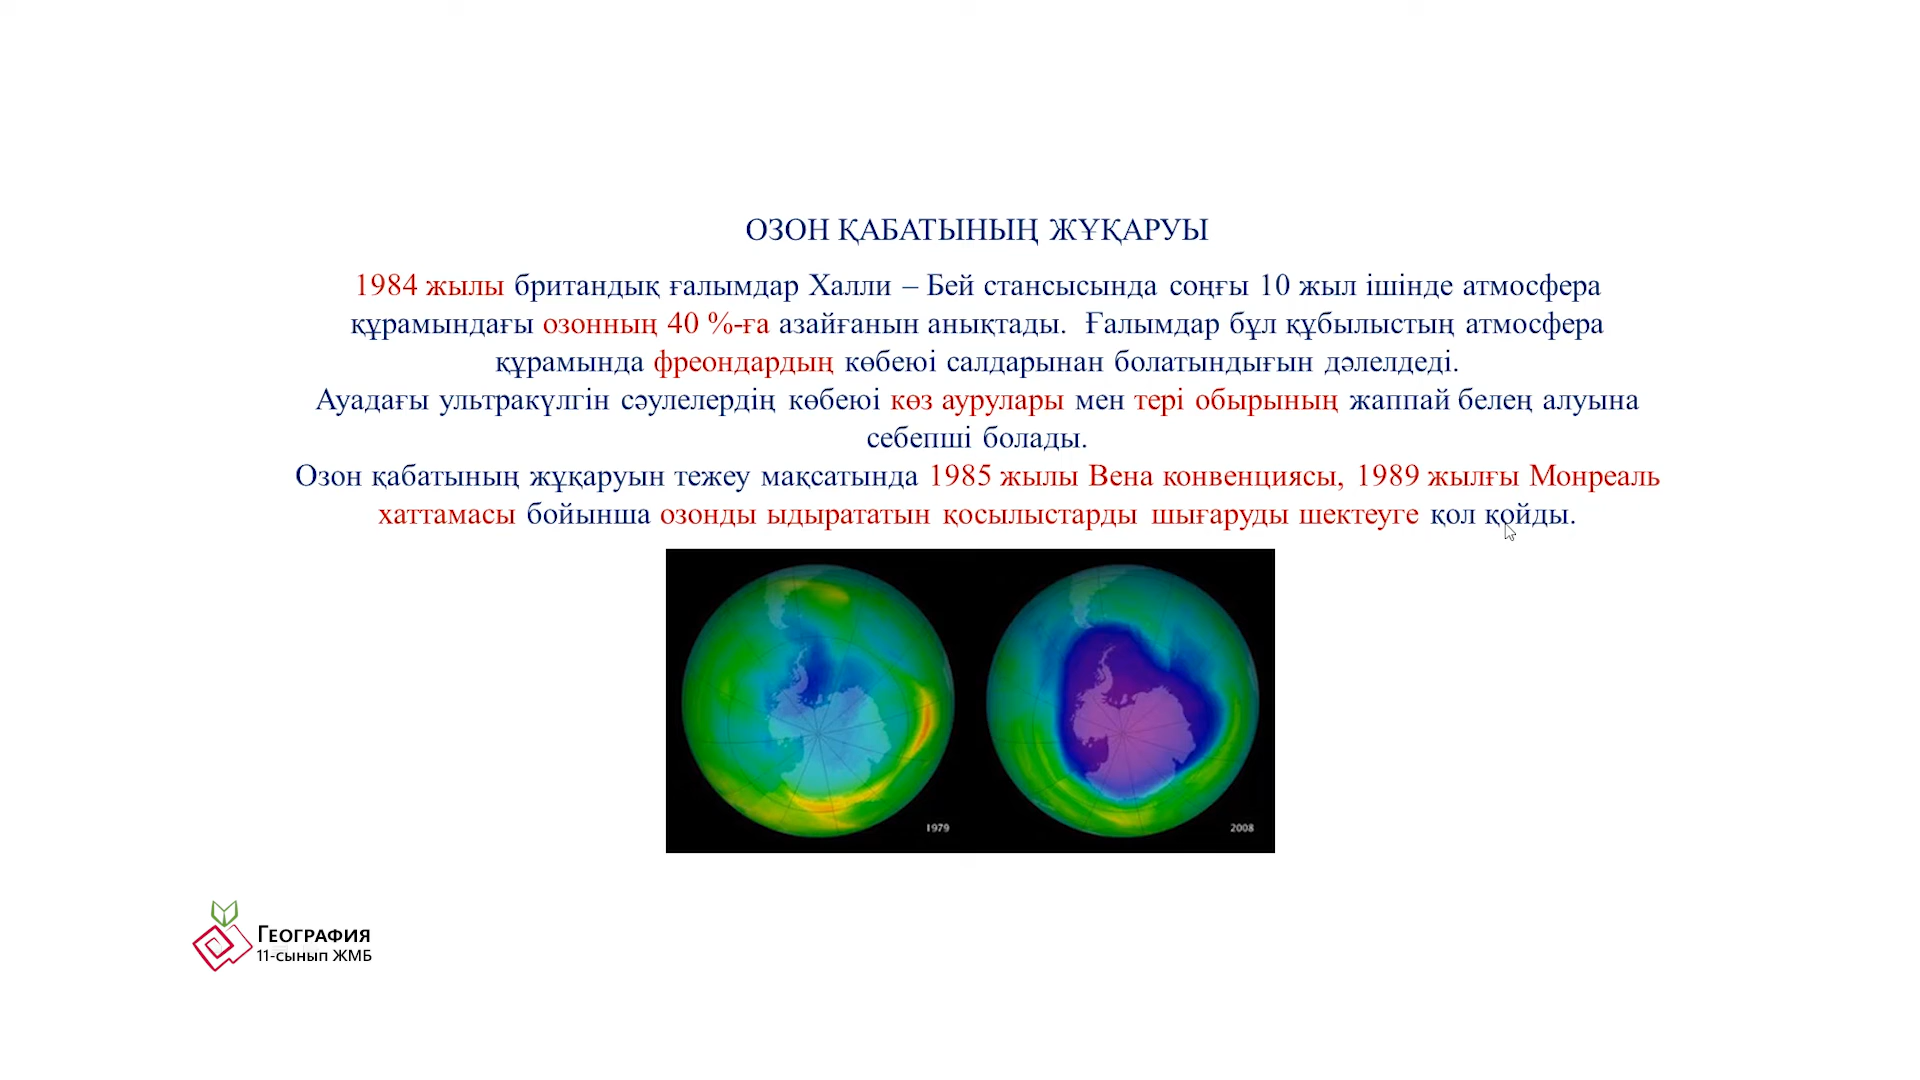 ОЗОН ҚАБАТЫНЫҢ ЖҰҚАРУЫ
1984 жылы британдық ғалымдар Халли – Бей стансысында соңғы 10 жыл ішінде атмосфера
құрамындағы озонның 40 %-ға азайғанын анықтады. Ғалымдар бұл құбылыстың атмосфера
құрамында фреондардың көбеюі салдарынан болатындығын дәлелдеді.
Ауадағы ультракүлгін сәулелердің көбеюі көз аурулары мен тері обырының жаппай белең алуына
себепші болады.
Озон қабатының жұқаруын тежеу мақсатында 1985 жылы Вена конвенциясы, 1989 жылғы Монреаль
хаттамасы бойынша озонды ыдырататын қосылыстарды шығаруды шектеуге қол қойды.
1979
2008
География
11-сынып ЖМБ